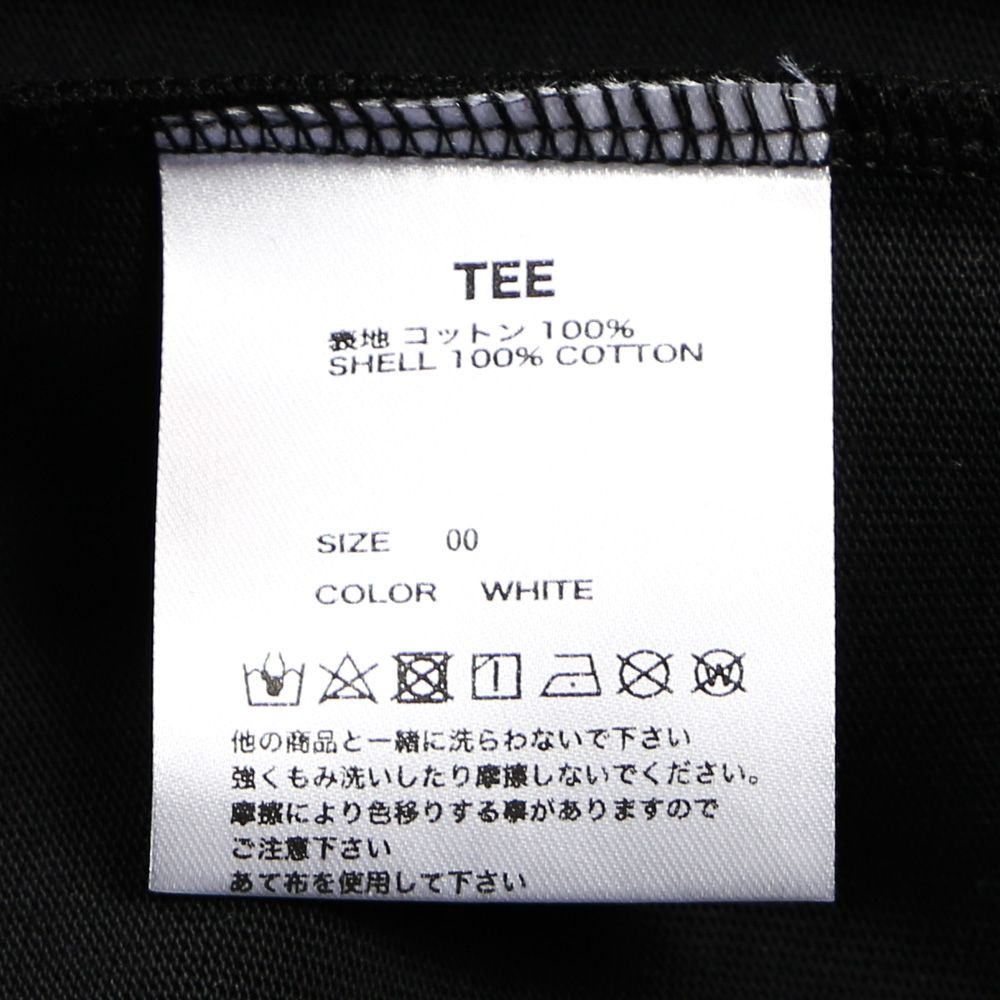 TEE
表地 コットン 100%
SHELL 100% COTTON
SIZE 00
COLOR WHITE
W
他の商品と一緒に洗らわないで下さい
強くもみ洗いしたり摩擦しないでください。
摩擦により色移りする事がありますので
ご注意下さい
あて布を使用して下さい